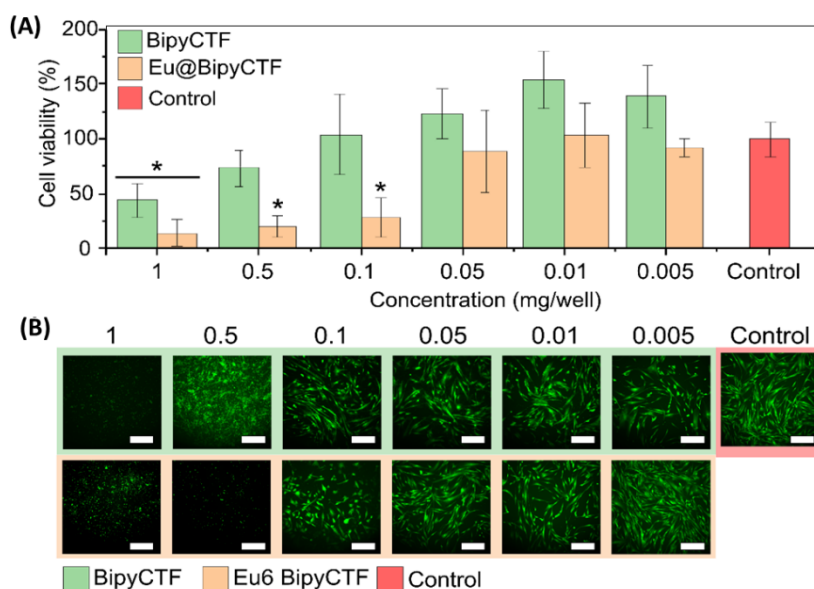 (A)
200
150
100
50
0
Cell viability (%)
BipyCTF
Eu@BipyCTF
Control
*
*
*
1 0.5 0.1 0.05 0.01 0.005 Control
Concentration (mg/well)
(B)
1 0.5 0.1 0.05 0.01 0.005 Control
BipyCTF Eu6 BipyCTF Control